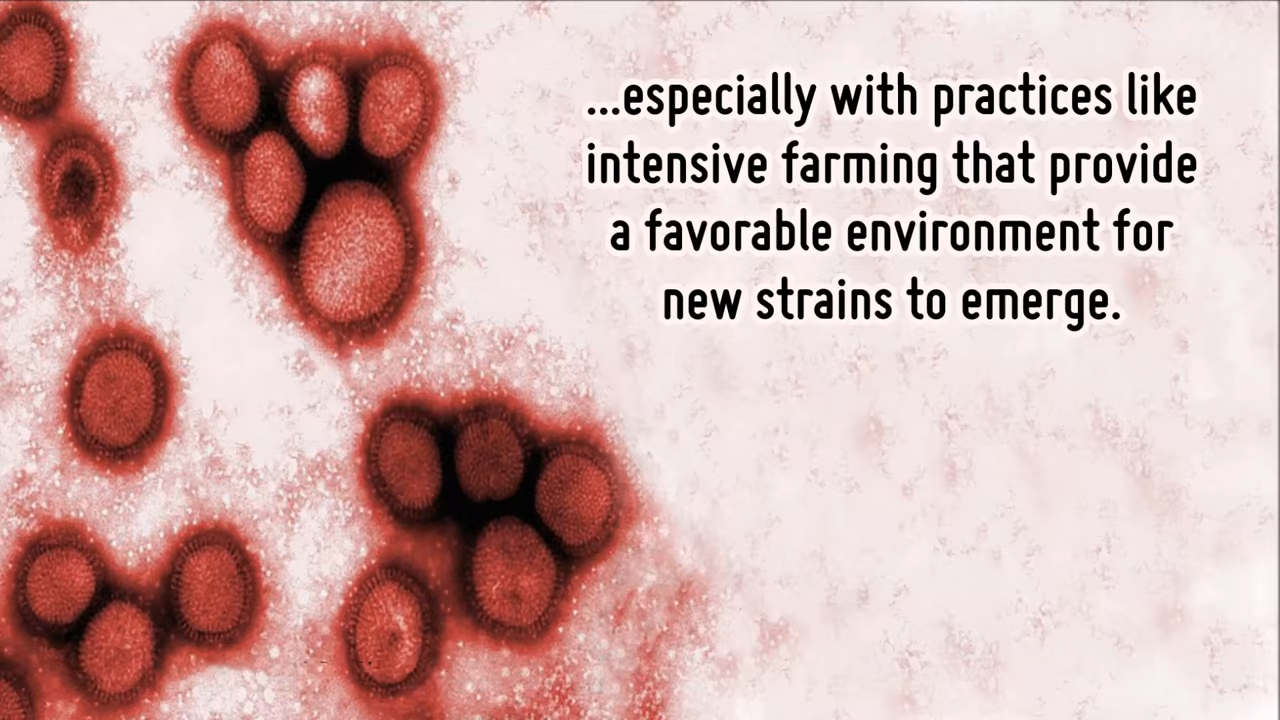 ...especially with practices like
intensive farming that provide
a favorable environment for
new strains to emerge.